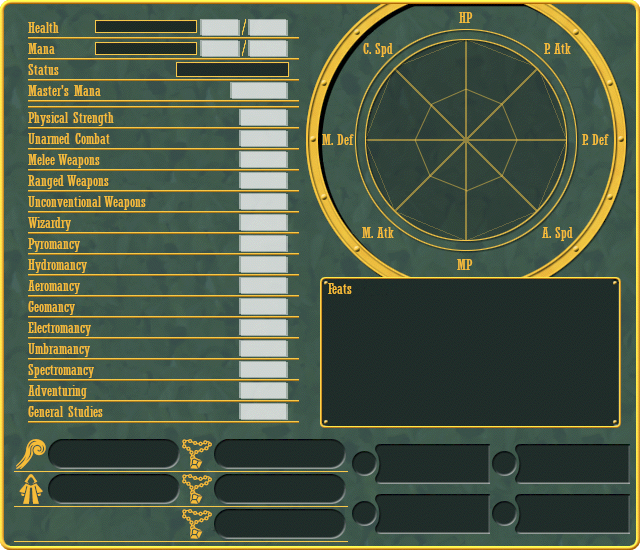 Health /
Mana /
Status
Master's Mana
Physical Strength
Unarmed Combat
Melee Weapons
Ranged Weapons
Unconventional Weapons
Wizardry
Pyromancy
Hydromancy
Aeromancy
Geomancy
Electromancy
Umbramancy
Spectromancy
Adventuring
General Studies
HP
C. Spd
P. Atk
M. Def
P. Def
M. Atk
A. Spd
MP
Feats